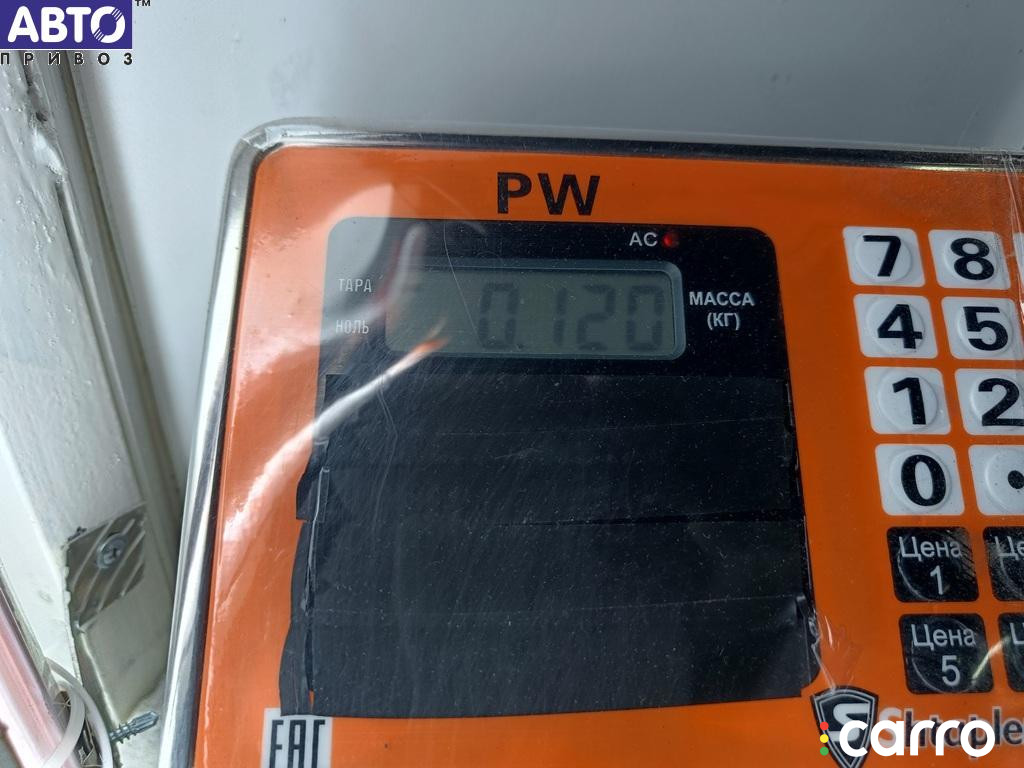 АВТО™
ПРИВОЗ
PW
AC
ТАРА
НОЛЬ
0.120
МАССА
(КГ)
7 8
4 5
1 2
0 .
Цена
1
Цена
5
EAC
carro